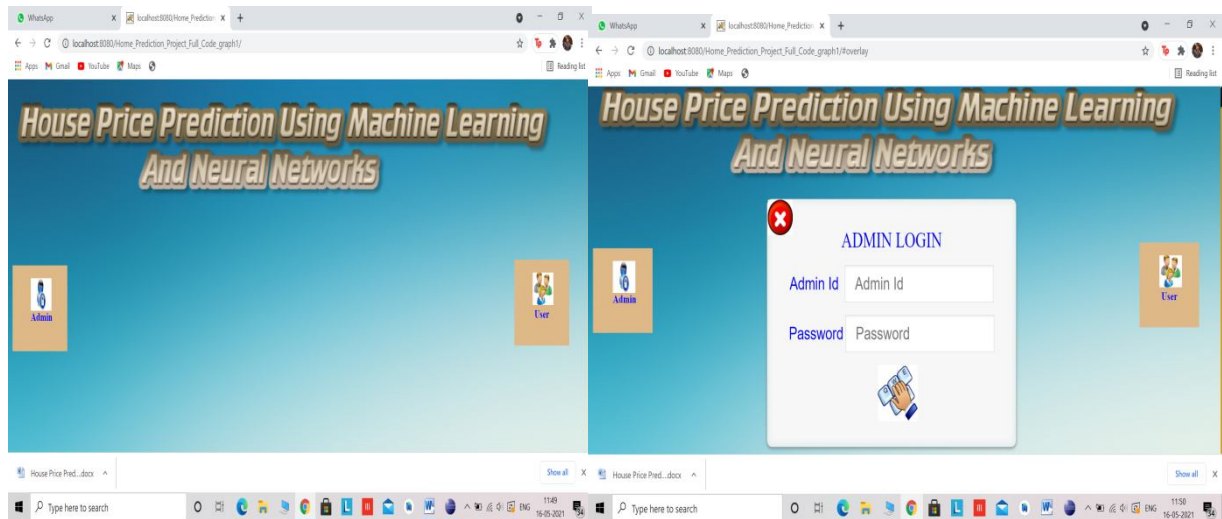 WhatsApp
localhost:8080/Home_Prediction
localhost:8080/Home_Prediction_Project_Full_Code_graph1/
Apps Gmail YouTube Maps Reading list
House Price Prediction Using Machine Learning
And Neural Networks
Admin
User
House Price Pred....docx Show all
Type here to search ENG 11:49
16-05-2021
WhatsApp
localhost:8080/Home_Prediction
localhost:8080/Home_Prediction_Project_Full_Code_graph1/#overlay
Apps Gmail YouTube Maps Reading list
House Price Prediction Using Machine Learning
And Neural Networks
ADMIN LOGIN
Admin Id Admin Id
Password Password
Admin
User
House Price Pred....docx Show all
Type here to search ENG 11:50
16-05-2021